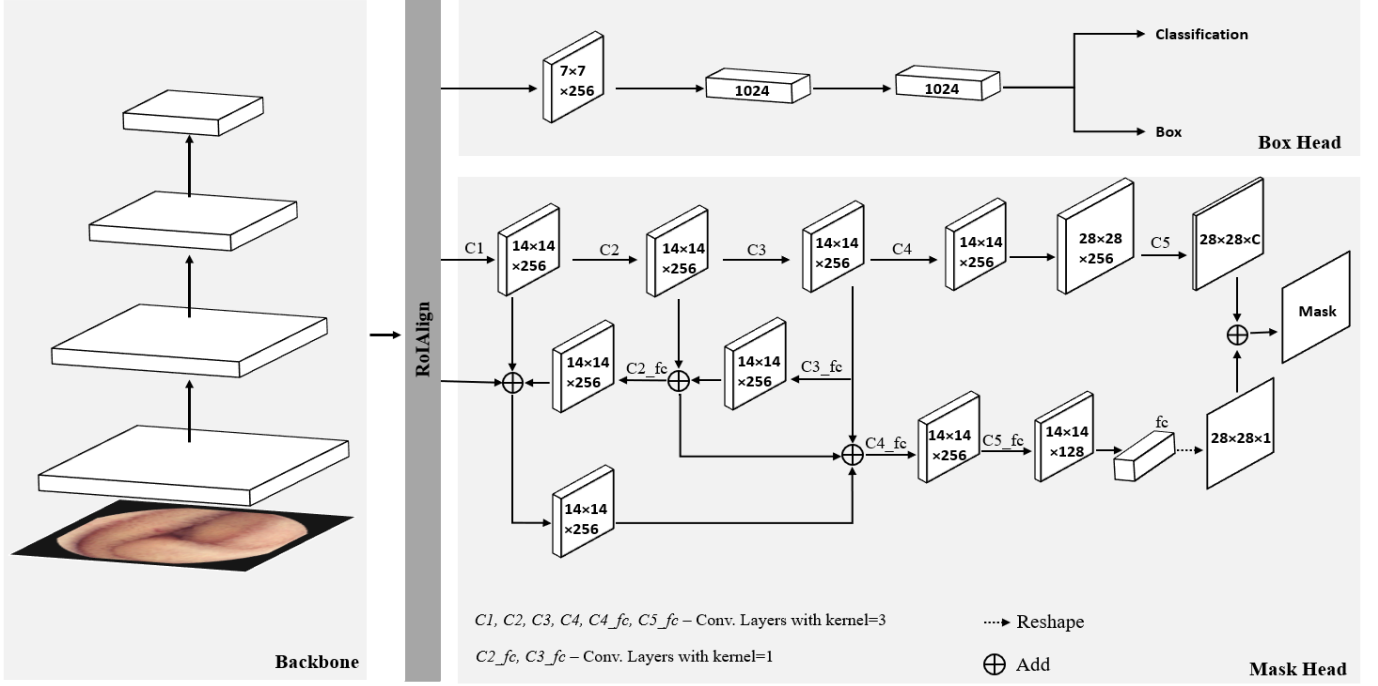 Classification
7×7
×256
1024
1024
Box
Box Head
C1
14×14
×256
C2
14×14
×256
C3
14×14
×256
C4
14×14
×256
28×28
×256
C5
28×28×C
Mask
RoIAlign
14×14
×256
C2_fc
14×14
×256
C3_fc
C4_fc
14×14
×256
C5_fc
14×14
×128
fc
28×28×1
14×14
×256
C1, C2, C3, C4, C4_fc, C5_fc – Conv. Layers with kernel=3
Reshape
C2_fc, C3_fc – Conv. Layers with kernel=1
Add
Backbone
Mask Head